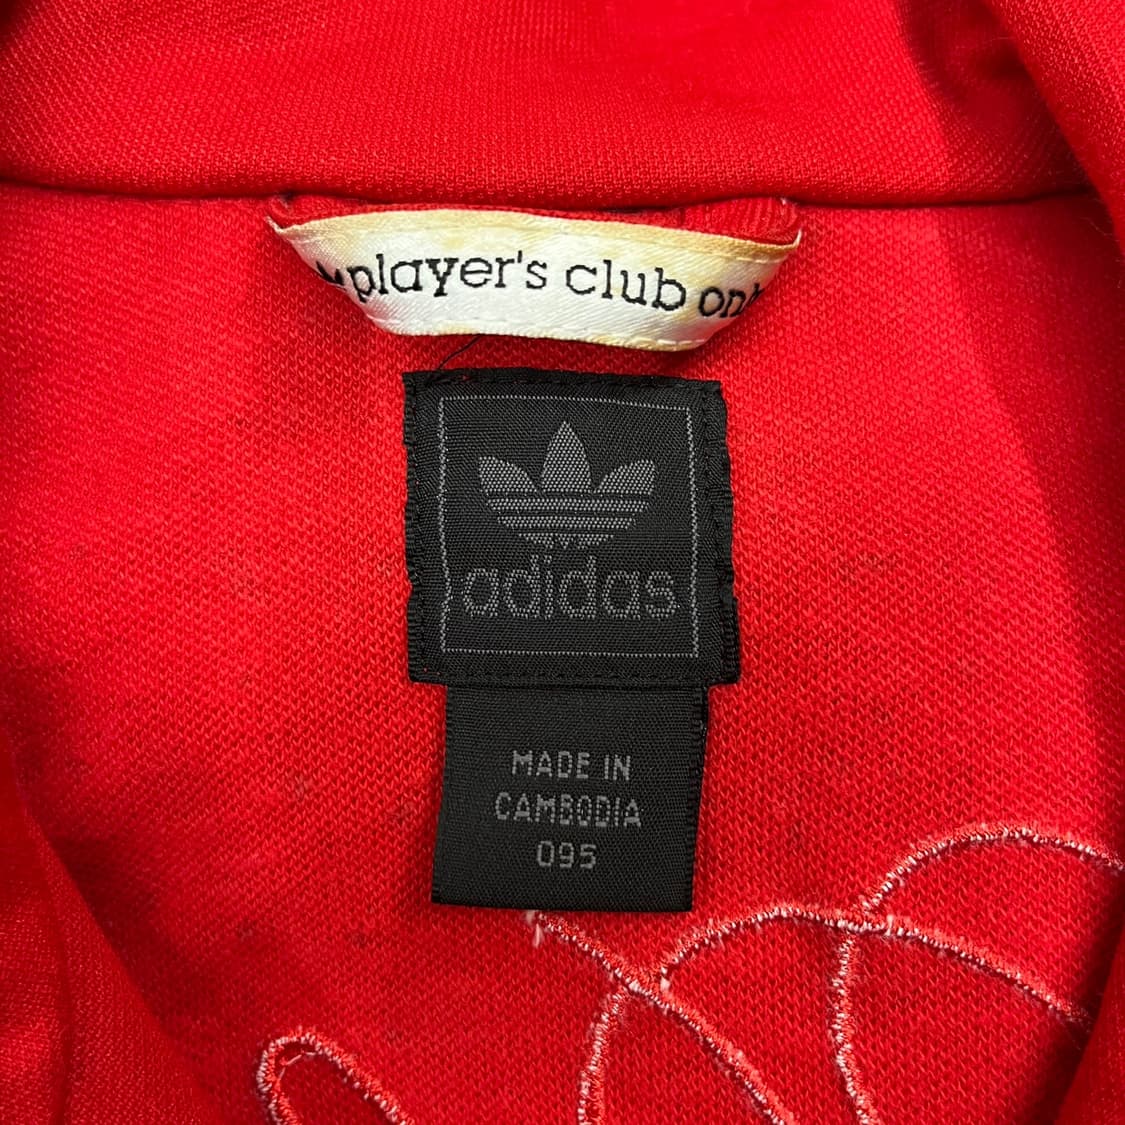 player's club
adidas
MADE IN
CAMBODIA
095